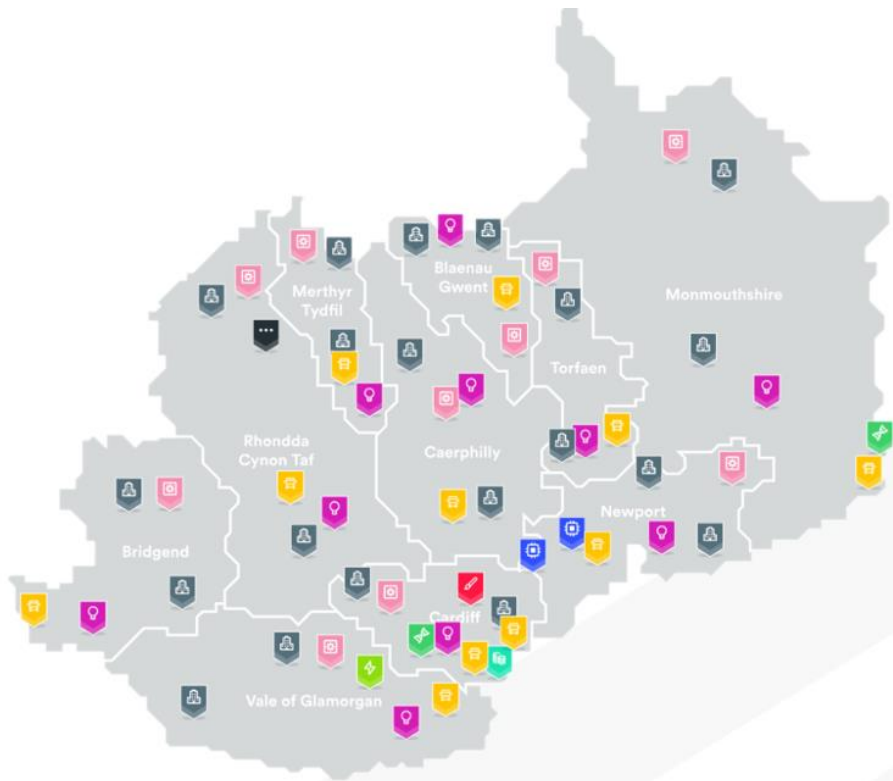 Blaenau
Gwent
Merthyr
Tydfil
Monmouthshire
Torfaen
Rhondda
Cynon Taf
Caerphilly
Newport
Bridgend
Cardiff
Vale of Glamorgan